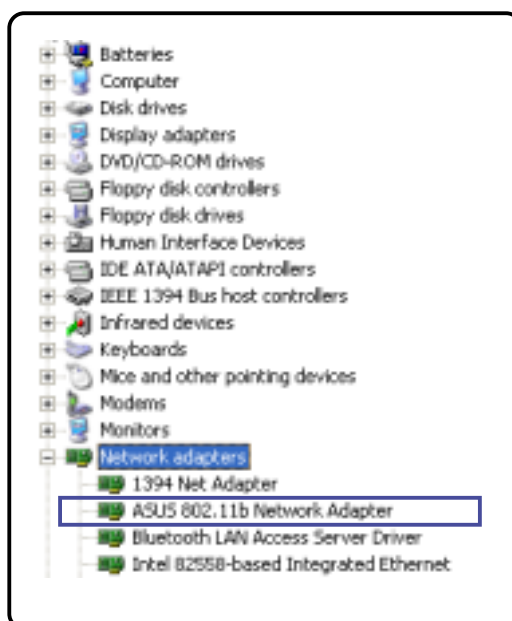 Batteries
Computer
Disk drives
Display adapters
DVD/CD-ROM drives
Floppy disk controllers
Floppy disk drives
Human Interface Devices
IDE ATA/ATAPI controllers
IEEE 1394 Bus host controllers
Infrared devices
Keyboards
Mice and other pointing devices
Modems
Monitors
Network adapters
1394 Net Adapter
ASUS 802.11b Network Adapter
Bluetooth LAN Access Server Driver
Intel 82558-based Integrated Ethernet